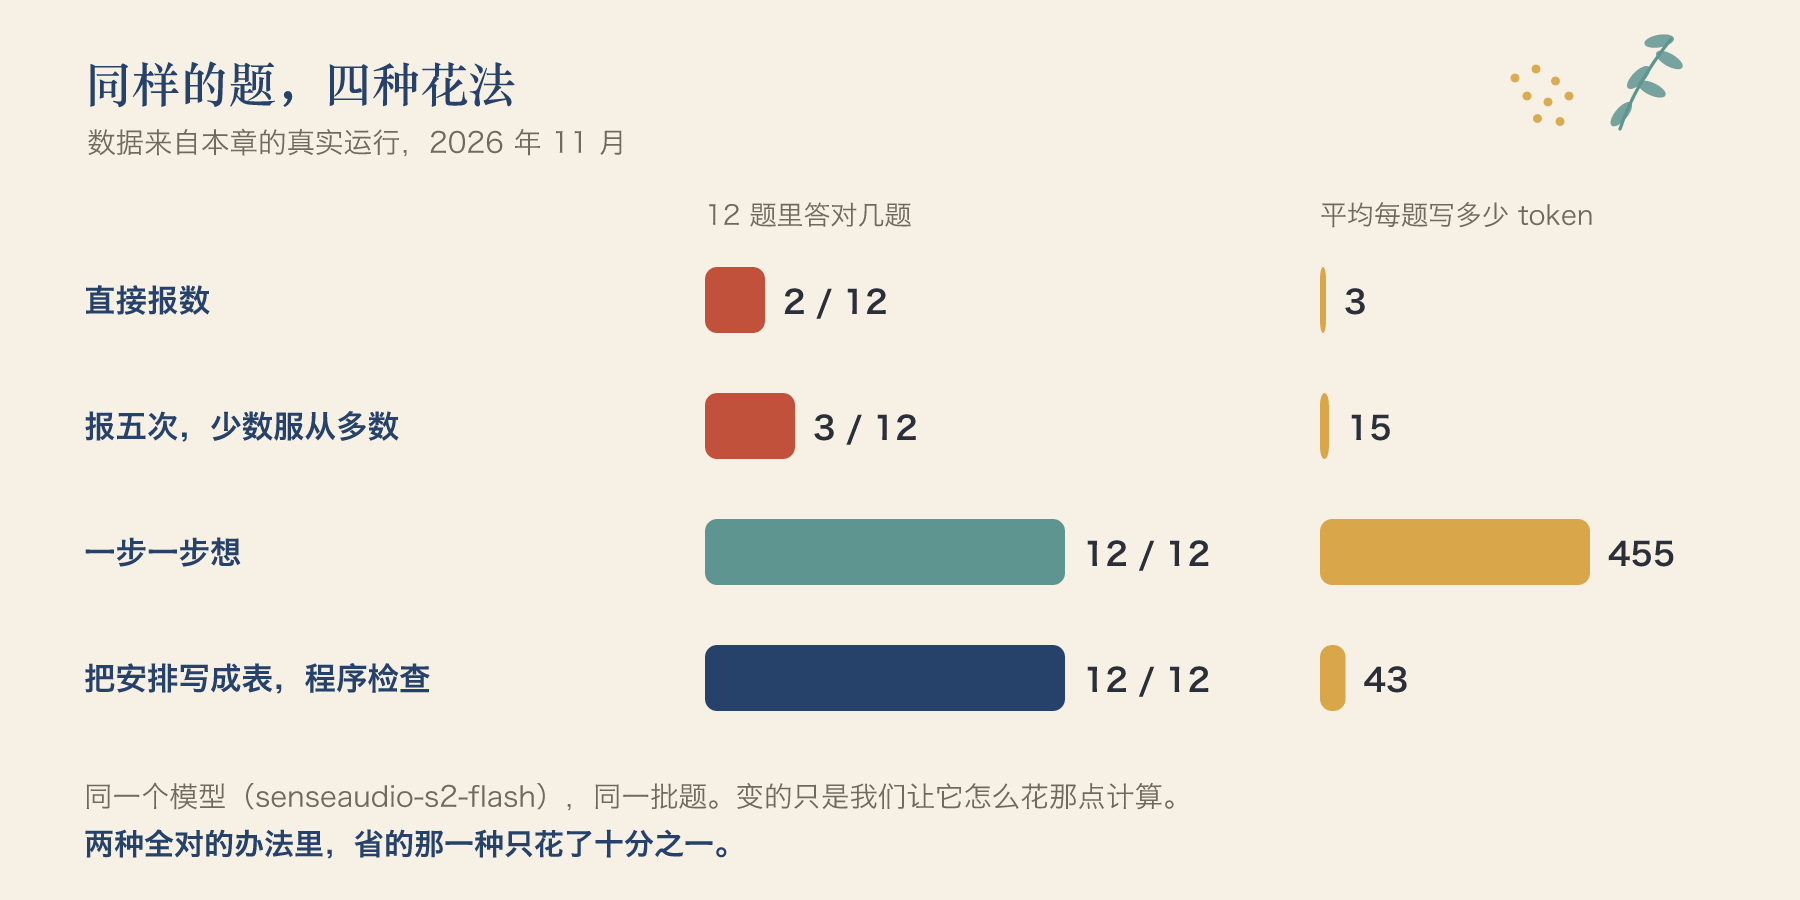 同样的题，四种花法
数据来自本章的真实运行，2026 年 11 月
12 题里答对几题 平均每题写多少 token
直接报数 2 / 12 3
报五次，少数服从多数 3 / 12 15
一步一步想 12 / 12 455
把安排写成表，程序检查 12 / 12 43
同一个模型（senseaudio-s2-flash），同一批题。变的只是我们让它怎么花那点计算。
两种全对的办法里，省的那一种只花了十分之一。